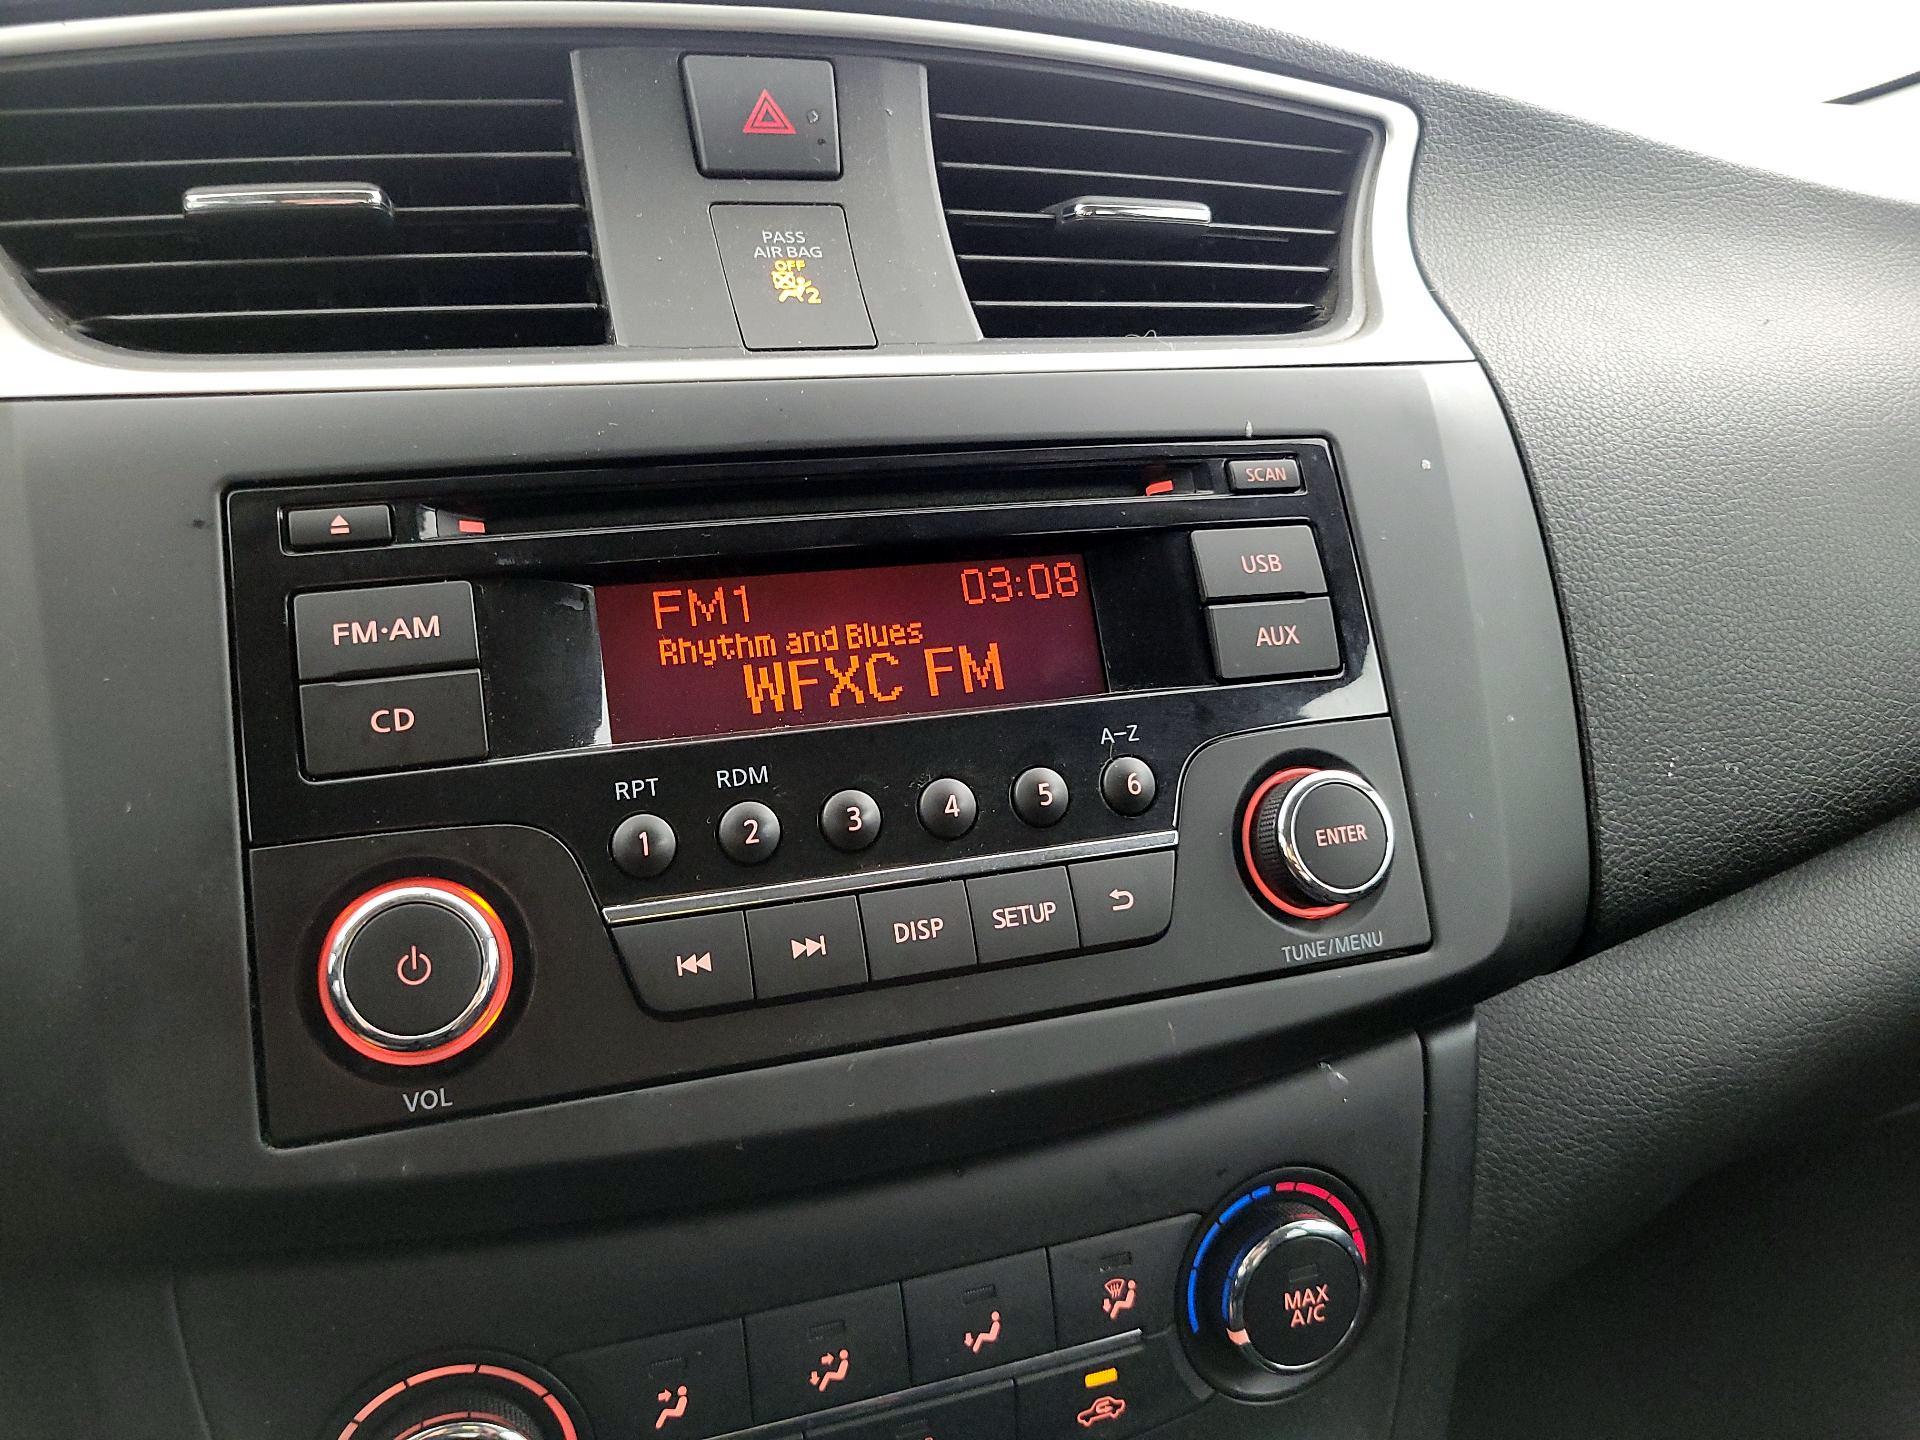 PASS
AIR BAG
OFF
2
SCAN
FM·AM
CD
FM1 03:08
Rhythm and Blues
WFXC FM
USB
AUX
RPT RDM A-Z
1 2 3 4 5 6
ENTER
DISP SETUP
TUNE/MENU
VOL
MAX
A/C